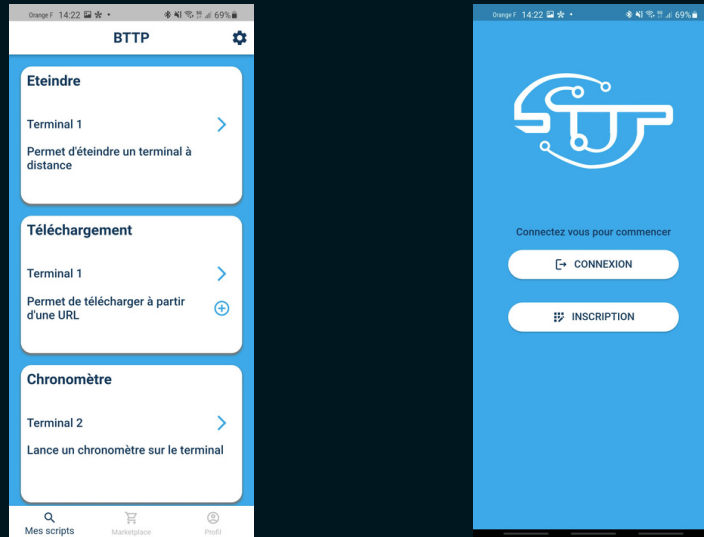 Orange F 14:22
69%
BTTP
Eteindre
Terminal 1
Permet d'éteindre un terminal à
distance
Téléchargement
Terminal 1
Permet de télécharger à partir
d'une URL
Chronomètre
Terminal 2
Lance un chronomètre sur le terminal
Mes scripts
Marketplace
Profil
Orange F 14:22
69%
Connectez vous pour commencer
CONNEXION
INSCRIPTION